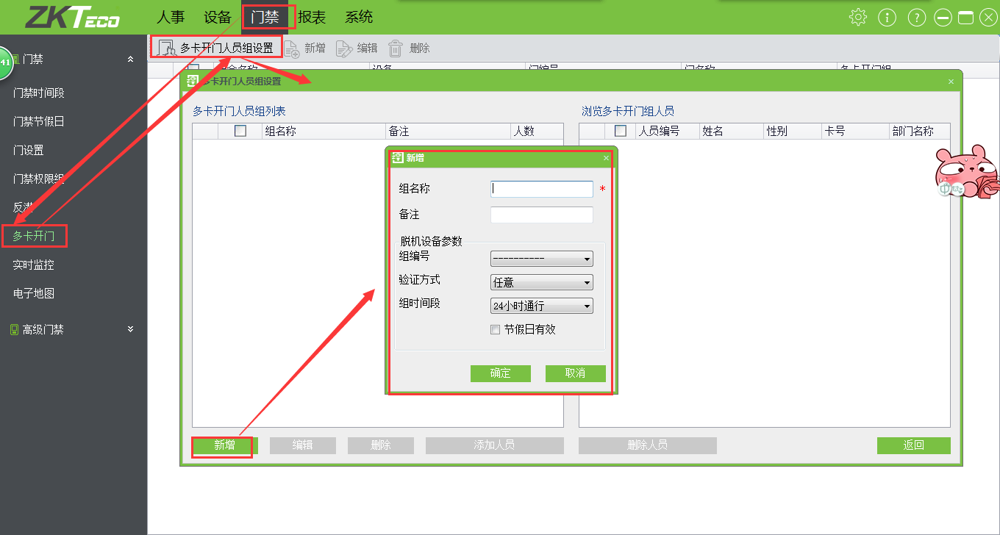 ZKTeco
人事 设备 门禁 报表 系统
41 门禁
多卡开门人员组设置 新增 编辑 删除
设备 门编号 门名称 多卡开门组
多卡开门人员组设置
门禁时间段
门禁节假日
门设置
门禁权限组
反潜
多卡开门
实时监控
电子地图
高级门禁
多卡开门人员组列表
组名称 备注 人数
浏览多卡开门组人员
人员编号 姓名 性别 卡号 部门名称
新增
组名称 *
备注
脱机设备参数
组编号 ----------
验证方式 任意
组时间段 24小时通行
节假日有效
确定 取消
新增 编辑 删除 添加人员 删除人员 返回
中